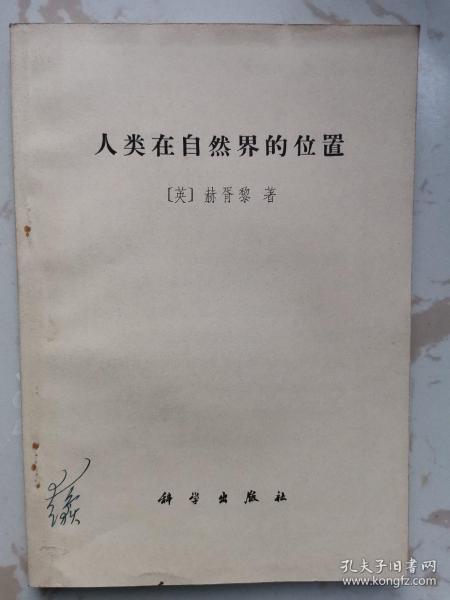 人类在自然界的位置
［英］赫胥黎 著
科学出版社
孔夫子旧书网
www.kongfz.com